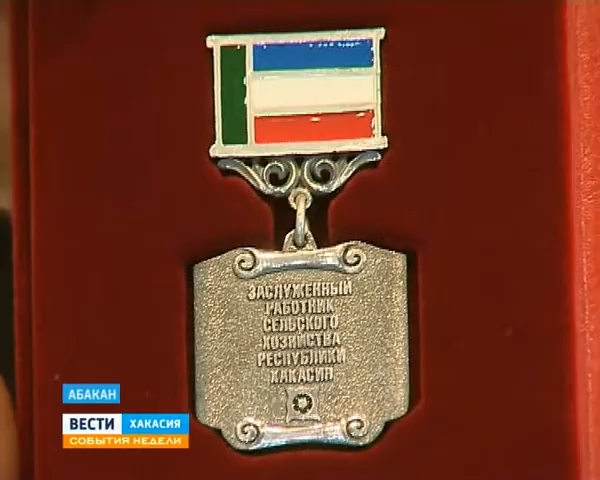 ЗАСЛУЖЕННЫЙ
РАБОТНИК
СЕЛЬСКОГО
ХОЗЯЙСТВА
РЕСПУБЛИКИ
ХАКАСИЯ
АБАКАН
ВЕСТИ ХАКАСИЯ
СОБЫТИЯ НЕДЕЛИ